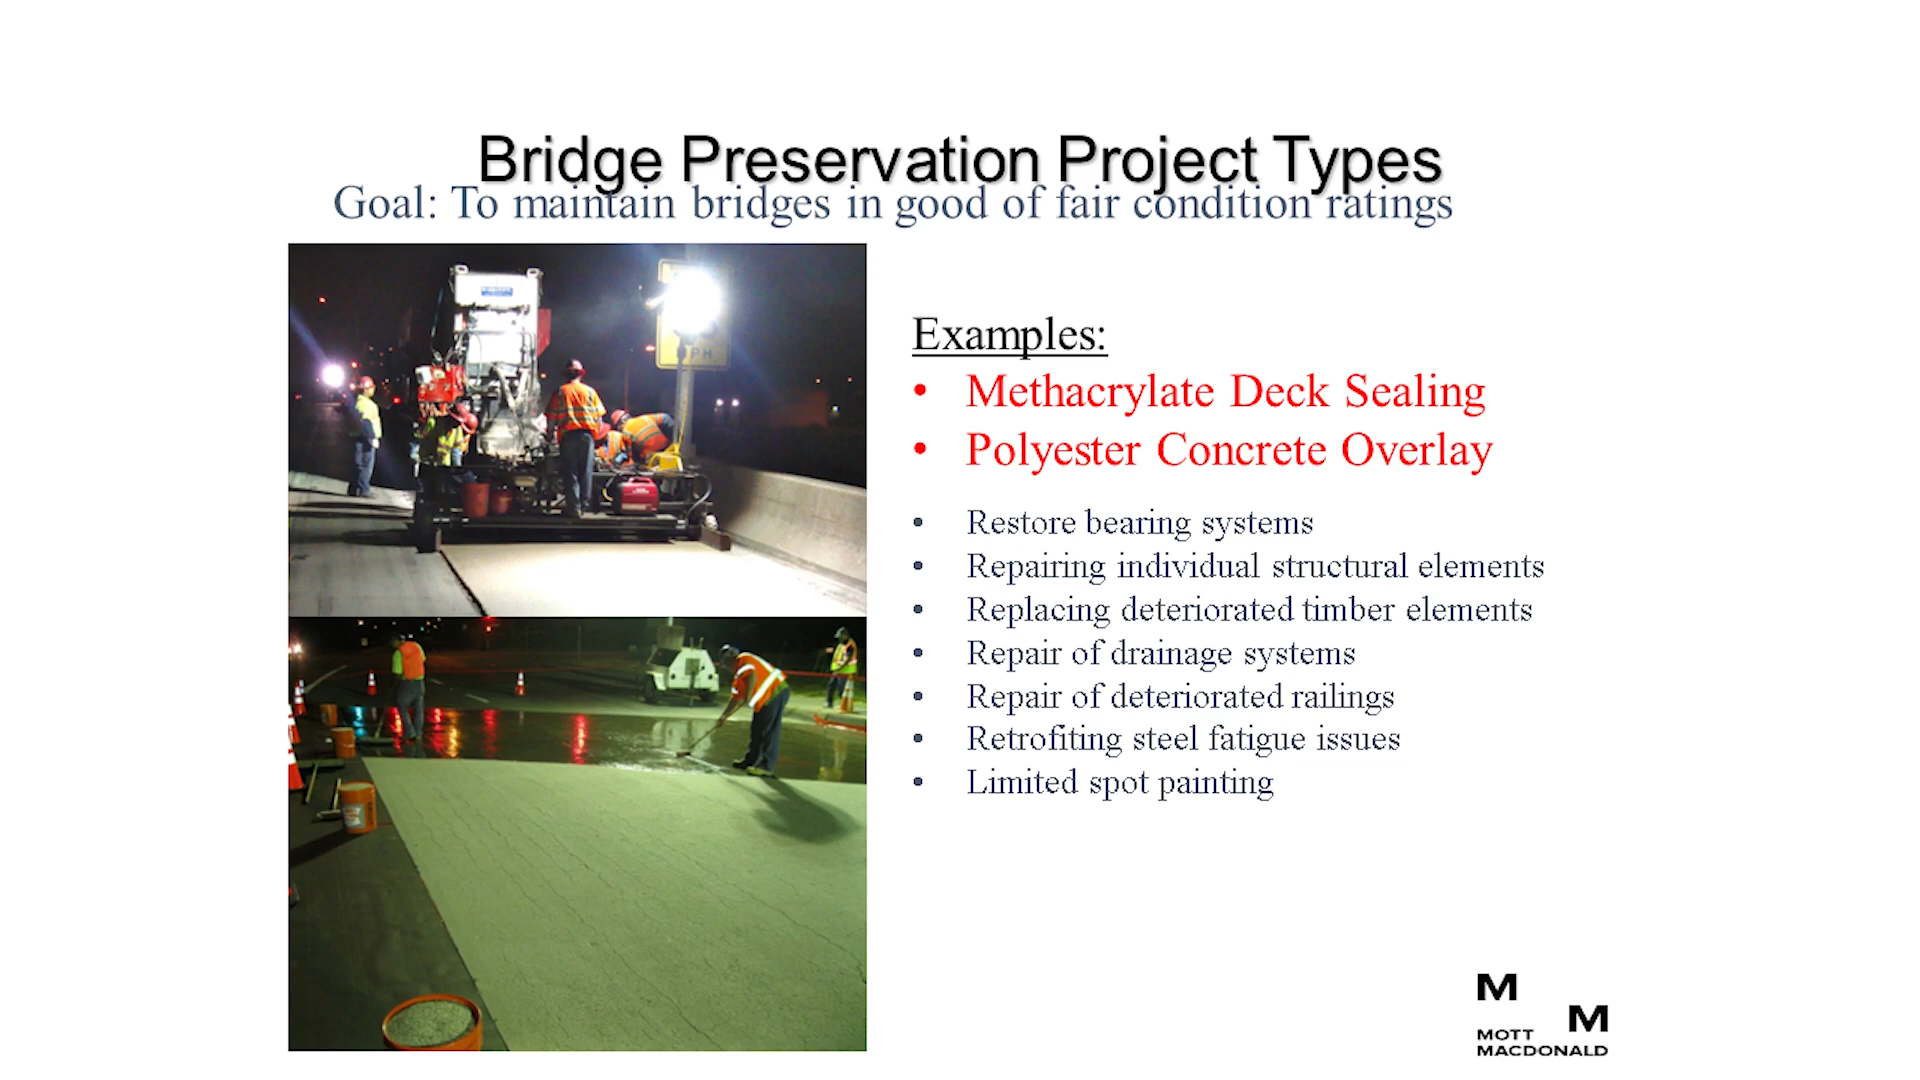 Bridge Preservation Project Types
Goal: To maintain bridges in good of fair condition ratings
PH
Examples:
• Methacrylate Deck Sealing
• Polyester Concrete Overlay
• Restore bearing systems
• Repairing individual structural elements
• Replacing deteriorated timber elements
• Repair of drainage systems
• Repair of deteriorated railings
• Retrofiting steel fatigue issues
• Limited spot painting
M
M
MOTT
MACDONALD